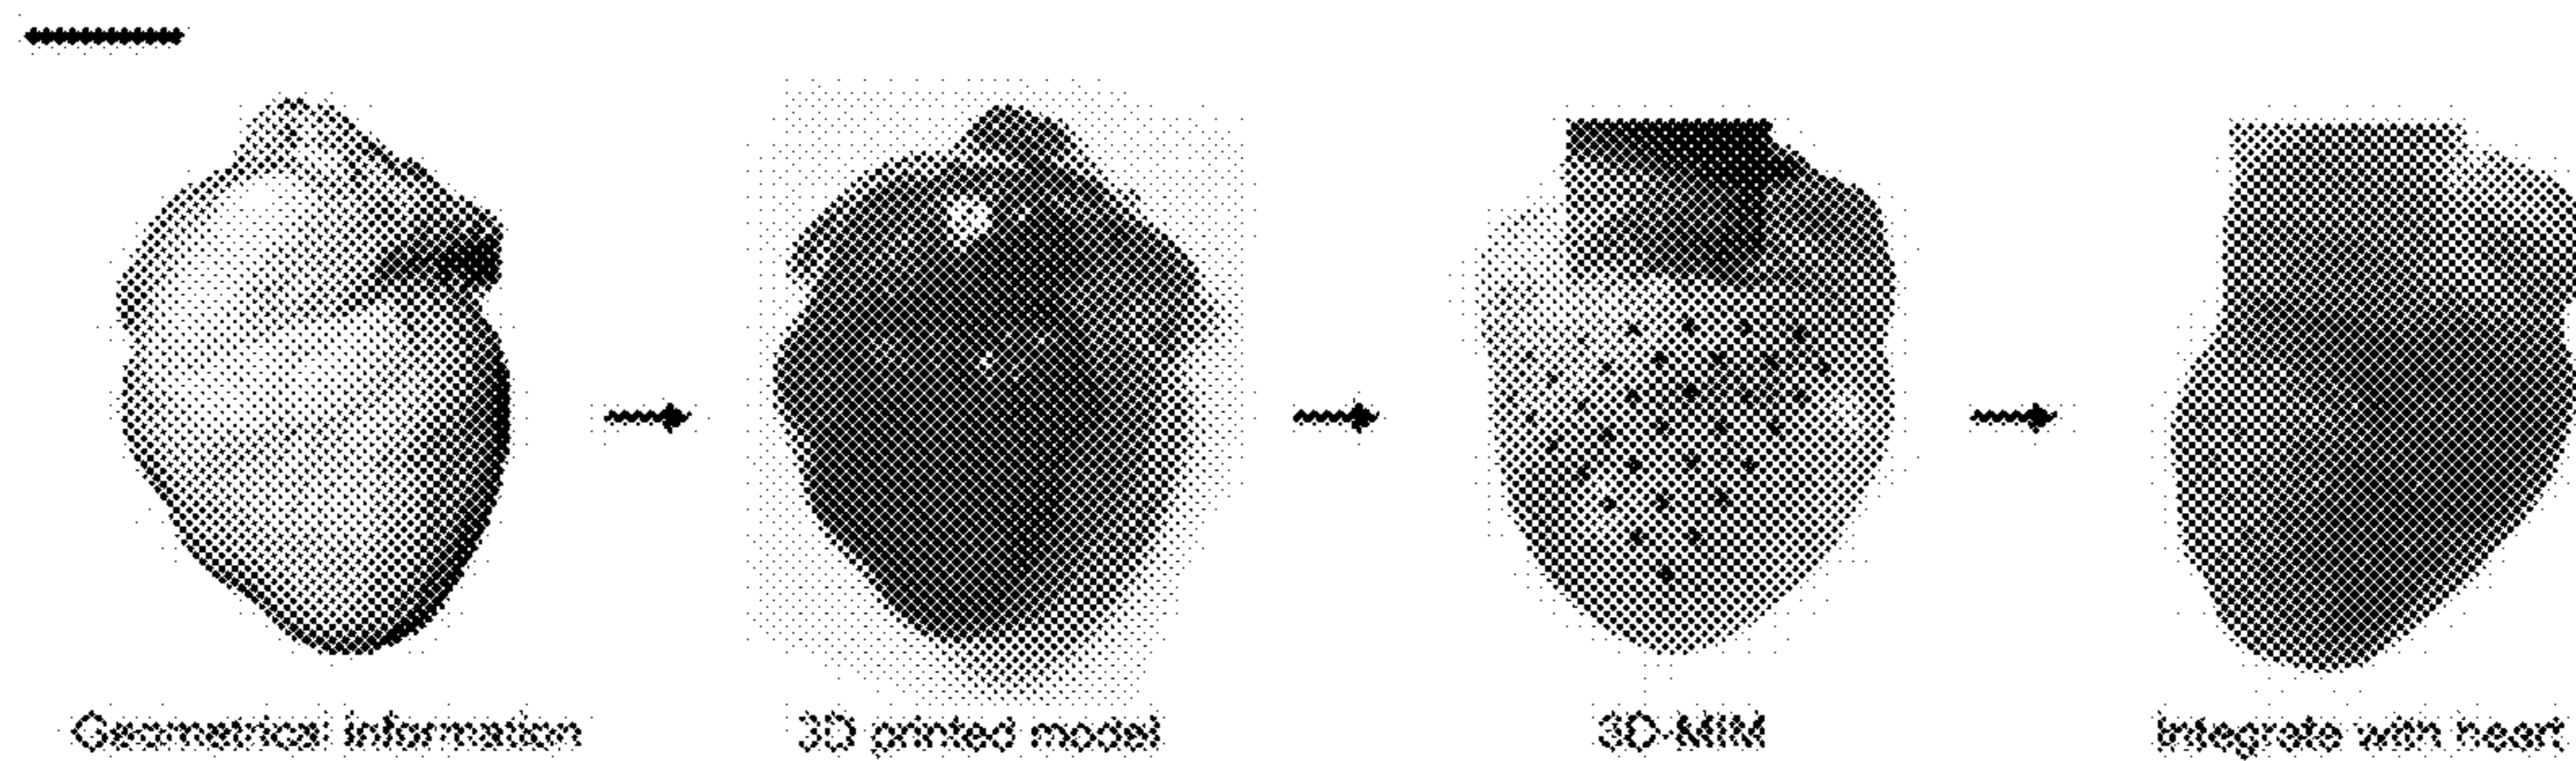 Geometrical information
3D printed model
3D-MIM
Integrate with heart